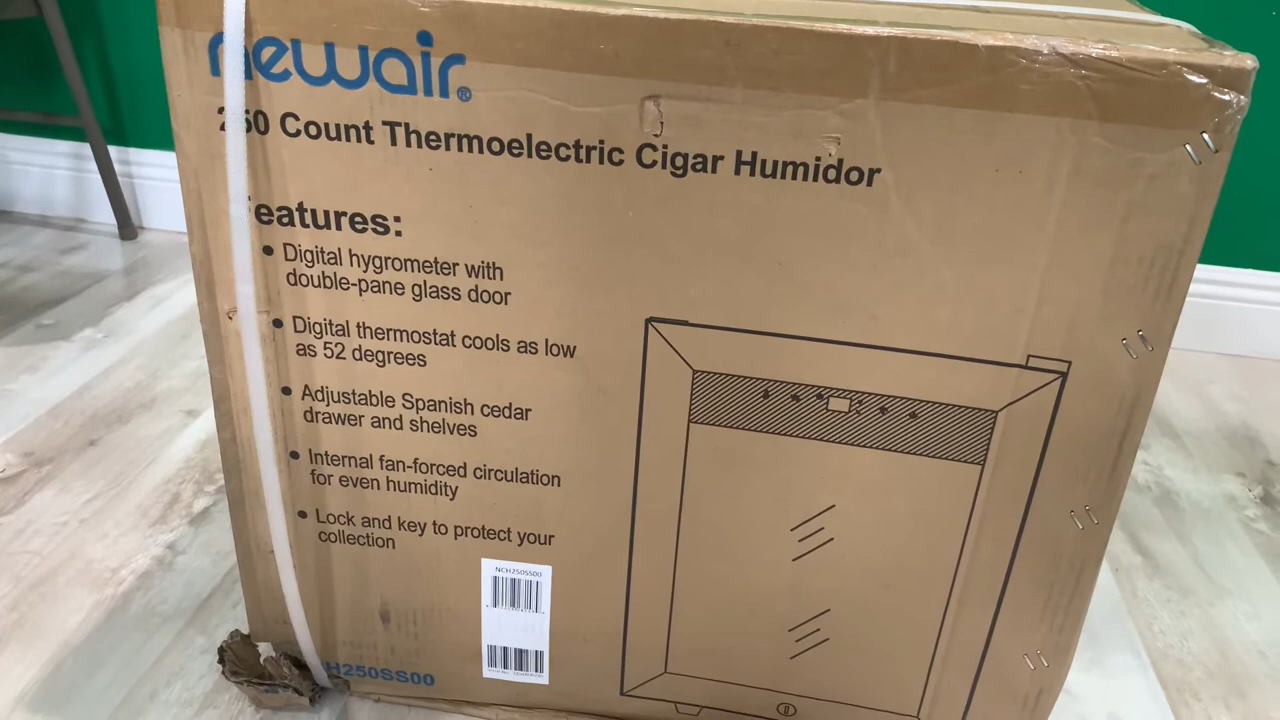 newair®
250 Count Thermoelectric Cigar Humidor
Features:
• Digital hygrometer with
double-pane glass door
• Digital thermostat cools as low
as 52 degrees
• Adjustable Spanish cedar
drawer and shelves
• Internal fan-forced circulation
for even humidity
• Lock and key to protect your
collection
NCH250SS00
H250SS00